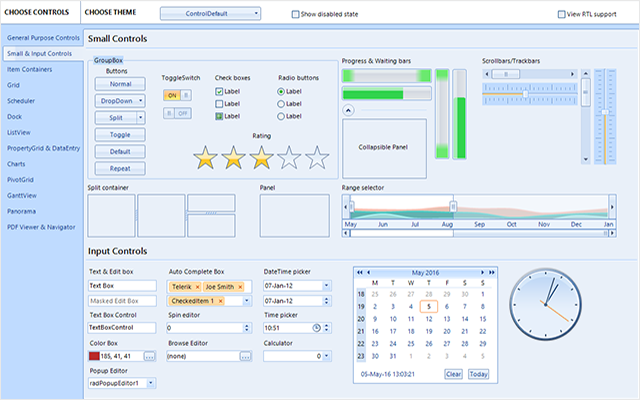 CHOOSE CONTROLS
CHOOSE THEME
ControlDefault
Show disabled state
View RTL support
General Purpose Controls
Small & Input Controls
Item Containers
Grid
Scheduler
Dock
ListView
PropertyGrid & DataEntry
Charts
PivotGrid
GanttView
Panorama
PDF Viewer & Navigator
Small Controls
GroupBox
Buttons
Normal
DropDown
Split
Toggle
Default
Repeat
ToggleSwitch
ON
OFF
Check boxes
Label
Label
Label
Radio buttons
Label
Label
Label
Rating
Progress & Waiting bars
Collapsible Panel
Scrollbars/Trackbars
Split container
Panel
Range selector
May Jun Jul Aug Sep Oct Nov Dec Jan
Input Controls
Text & Edit box
Text Box
Masked Edit Box
Text Box Control
TextBoxControl
Color Box
185, 41, 41
Popup Editor
radPopupEditor1
Auto Complete Box
Telerik × Joe Smith ×
CheckedItem 1 ×
Spin editor
0
Browse Editor
(none)
DateTime picker
07-Jan-12
07-Jan-12
Time picker
10:51
Calculator
0
May 2016
M T W T F S S
18 25 26 27 28 29 30 1
19 2 3 4 5 6 7 8
20 9 10 11 12 13 14 15
21 16 17 18 19 20 21 22
22 23 24 25 26 27 28 29
23 30 31 1 2 3 4 5
05-May-16 13:03:21
Clear
Today